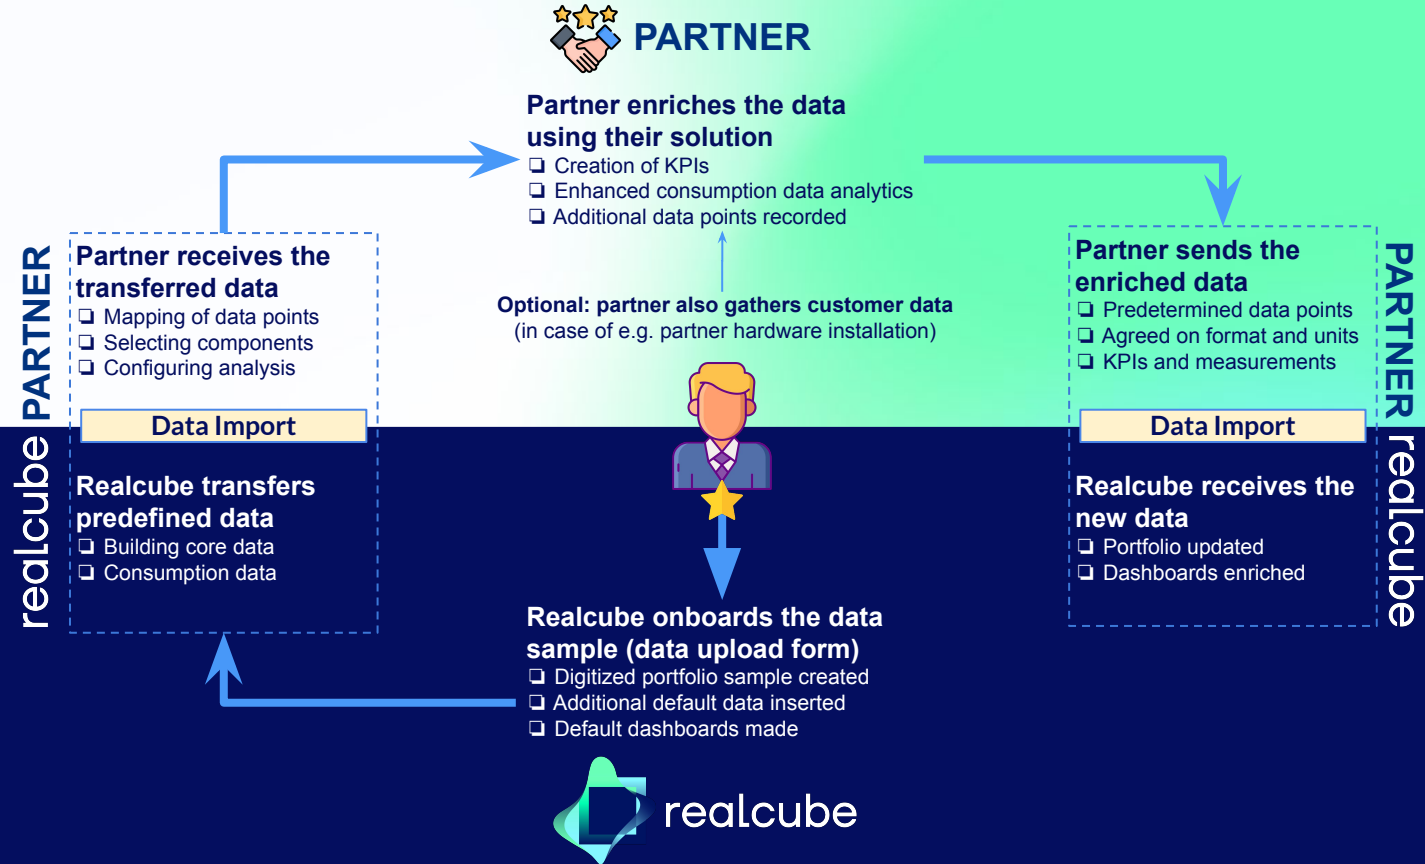 PARTNER
Partner enriches the data
using their solution
❏ Creation of KPIs
❏ Enhanced consumption data analytics
❏ Additional data points recorded
Optional: partner also gathers customer data
(in case of e.g. partner hardware installation)
PARTNER
realcube
Partner receives the
transferred data
❏ Mapping of data points
❏ Selecting components
❏ Configuring analysis
Data Import
Realcube transfers
predefined data
❏ Building core data
❏ Consumption data
Partner sends the
enriched data
❏ Predetermined data points
❏ Agreed on format and units
❏ KPIs and measurements
Data Import
Realcube receives the
new data
❏ Portfolio updated
❏ Dashboards enriched
PARTNER
realcube
Realcube onboards the data
sample (data upload form)
❏ Digitized portfolio sample created
❏ Additional default data inserted
❏ Default dashboards made
realcube